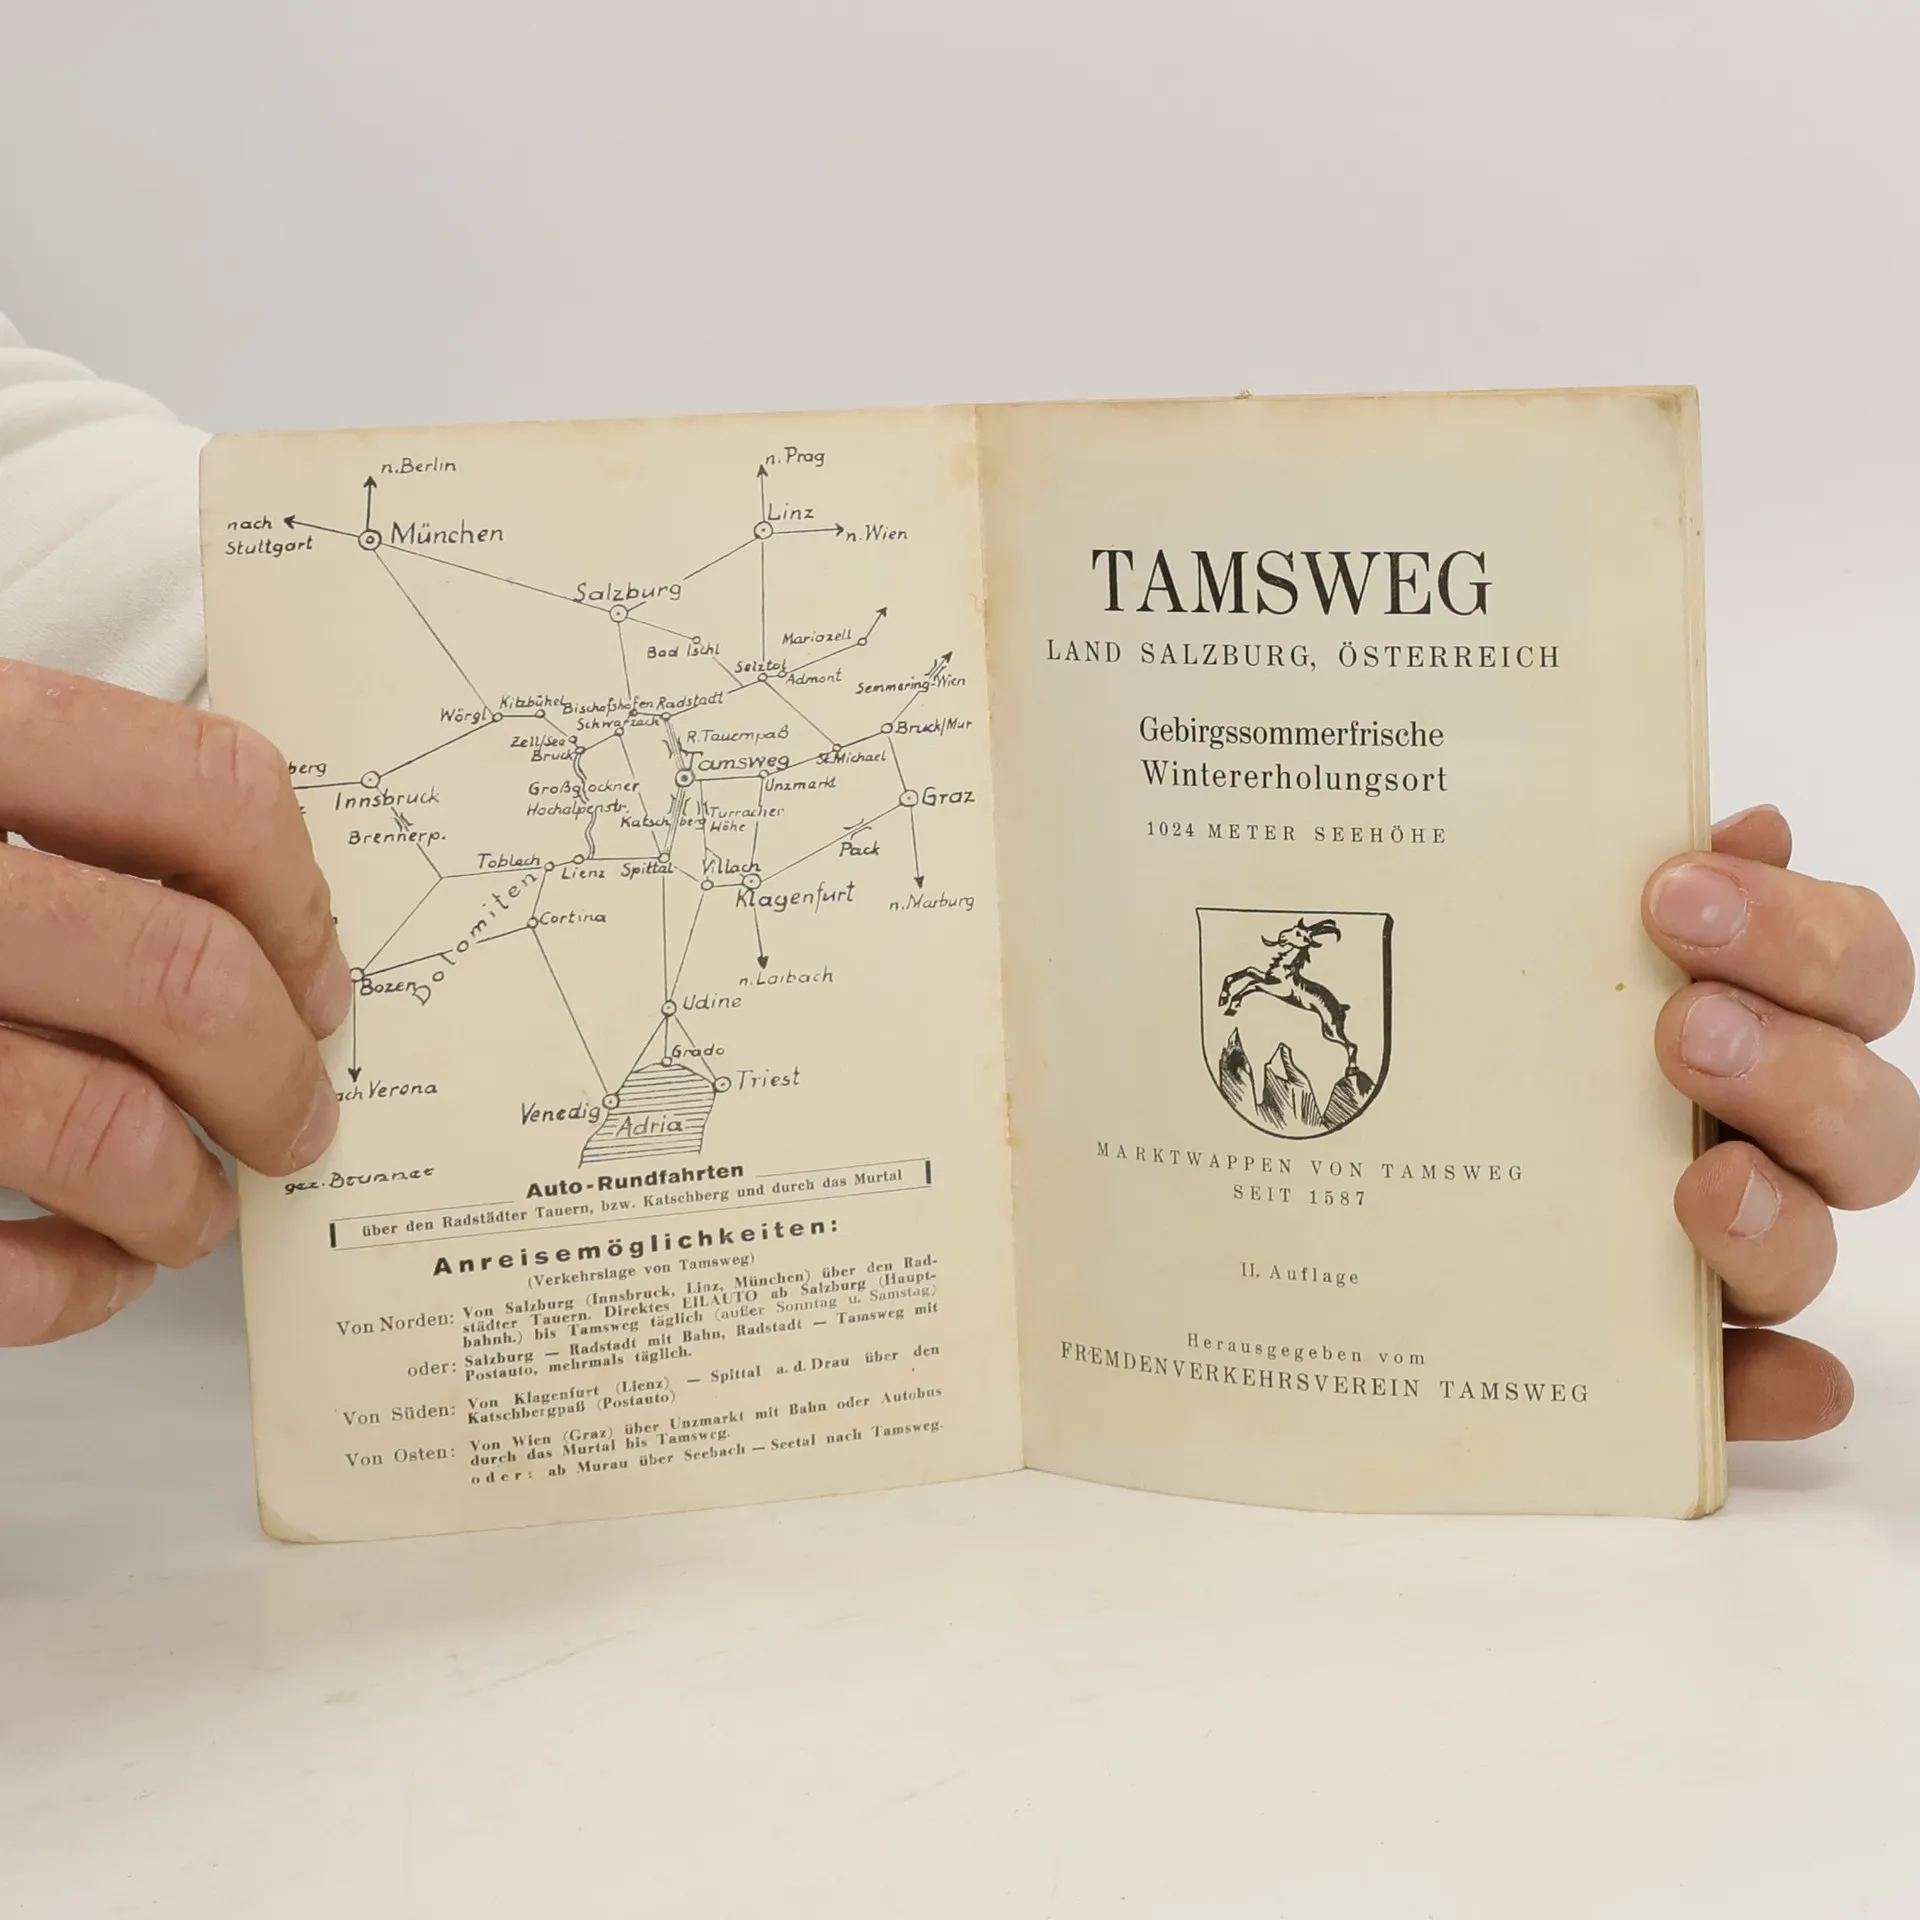 n.Berlin
nach
Stuttgart
München
n.Prag
Linz
n.Wien
Salzburg
Bad Ischl
Mariazell
Selztal
Admont
Semmering-Wien
Kitzbühel
Bischofshofen
Radstadt
Wörgl
Schwarzach
Zell/See
Bruck
R.Tauernpaß
Bruck/Mur
Tamsweg
St.Michael
berg
Innsbruck
Großglockner
Hochalpenstr.
Unzmarkt
Graz
Katschberg
Turracher
Höhe
Brennerp.
Pack
Toblach
Lienz
Spittal
Villach
Klagenfurt
n.Marburg
Dolomiten
Cortina
Bozen
n.Laibach
Udine
Grado
Triest
ach Verona
Venedig
Adria
gez. Brunner
Auto-Rundfahrten
über den Radstädter Tauern, bzw. Katschberg und durch das Murtal
Anreisemöglichkeiten:
(Verkehrslage von Tamsweg)
Von Norden: Von Salzburg (Innsbruck, Linz, München) über den Rad-
städter Tauern. Direktes EILAUTO ab Salzburg (Haupt-
bahnh.) bis Tamsweg täglich (außer Sonntag u. Samstag)
oder: Salzburg — Radstadt mit Bahn, Radstadt — Tamsweg mit
Postauto, mehrmals täglich.
Von Süden: Von Klagenfurt (Lienz) — Spittal a. d. Drau über den
Katschbergpaß (Postauto)
Von Osten: Von Wien (Graz) über Unzmarkt mit Bahn oder Autobus
durch das Murtal bis Tamsweg.
oder: ab Murau über Seebach — Seetal nach Tamsweg.
TAMSWEG
LAND SALZBURG, ÖSTERREICH
Gebirgssommerfrische
Wintererholungsort
1024 METER SEEHÖHE
MARKTWAPPEN VON TAMSWEG
SEIT 1587
II. Auflage
Herausgegeben vom
FREMDENVERKEHRSVEREIN TAMSWEG